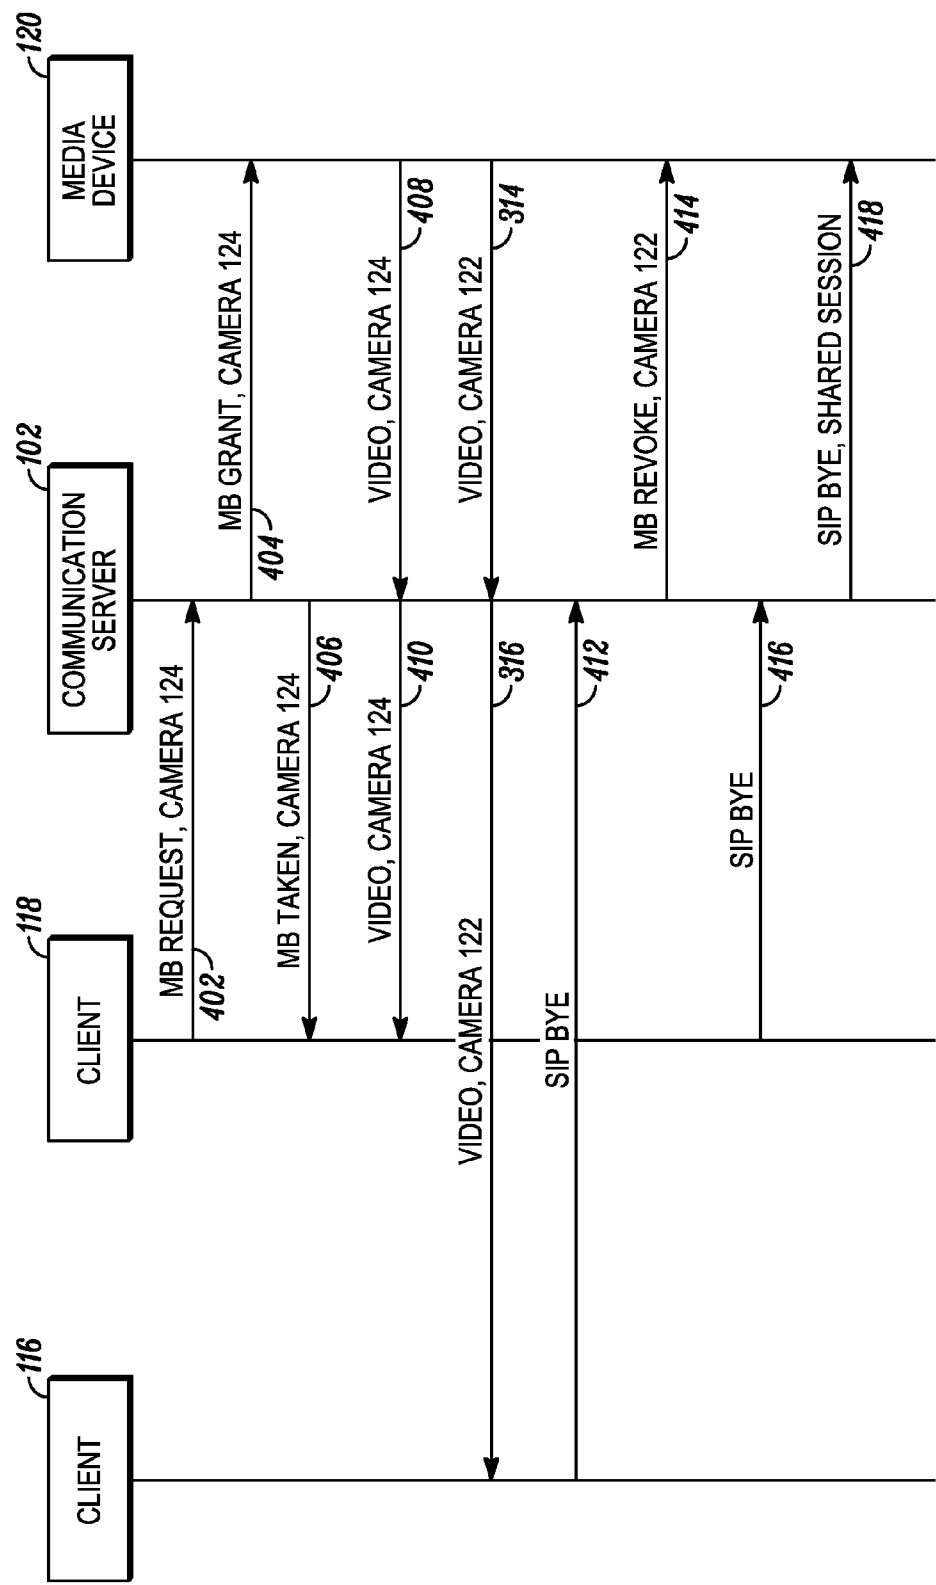 116
CLIENT
118
CLIENT
102
COMMUNICATION
SERVER
120
MEDIA
DEVICE
MB REQUEST, CAMERA 124
402
MB GRANT, CAMERA 124
404
MB TAKEN, CAMERA 124
406
VIDEO, CAMERA 124
410
VIDEO, CAMERA 124
408
VIDEO, CAMERA 122
316
VIDEO, CAMERA 122
314
SIP BYE
412
MB REVOKE, CAMERA 122
414
SIP BYE
416
SIP BYE, SHARED SESSION
418